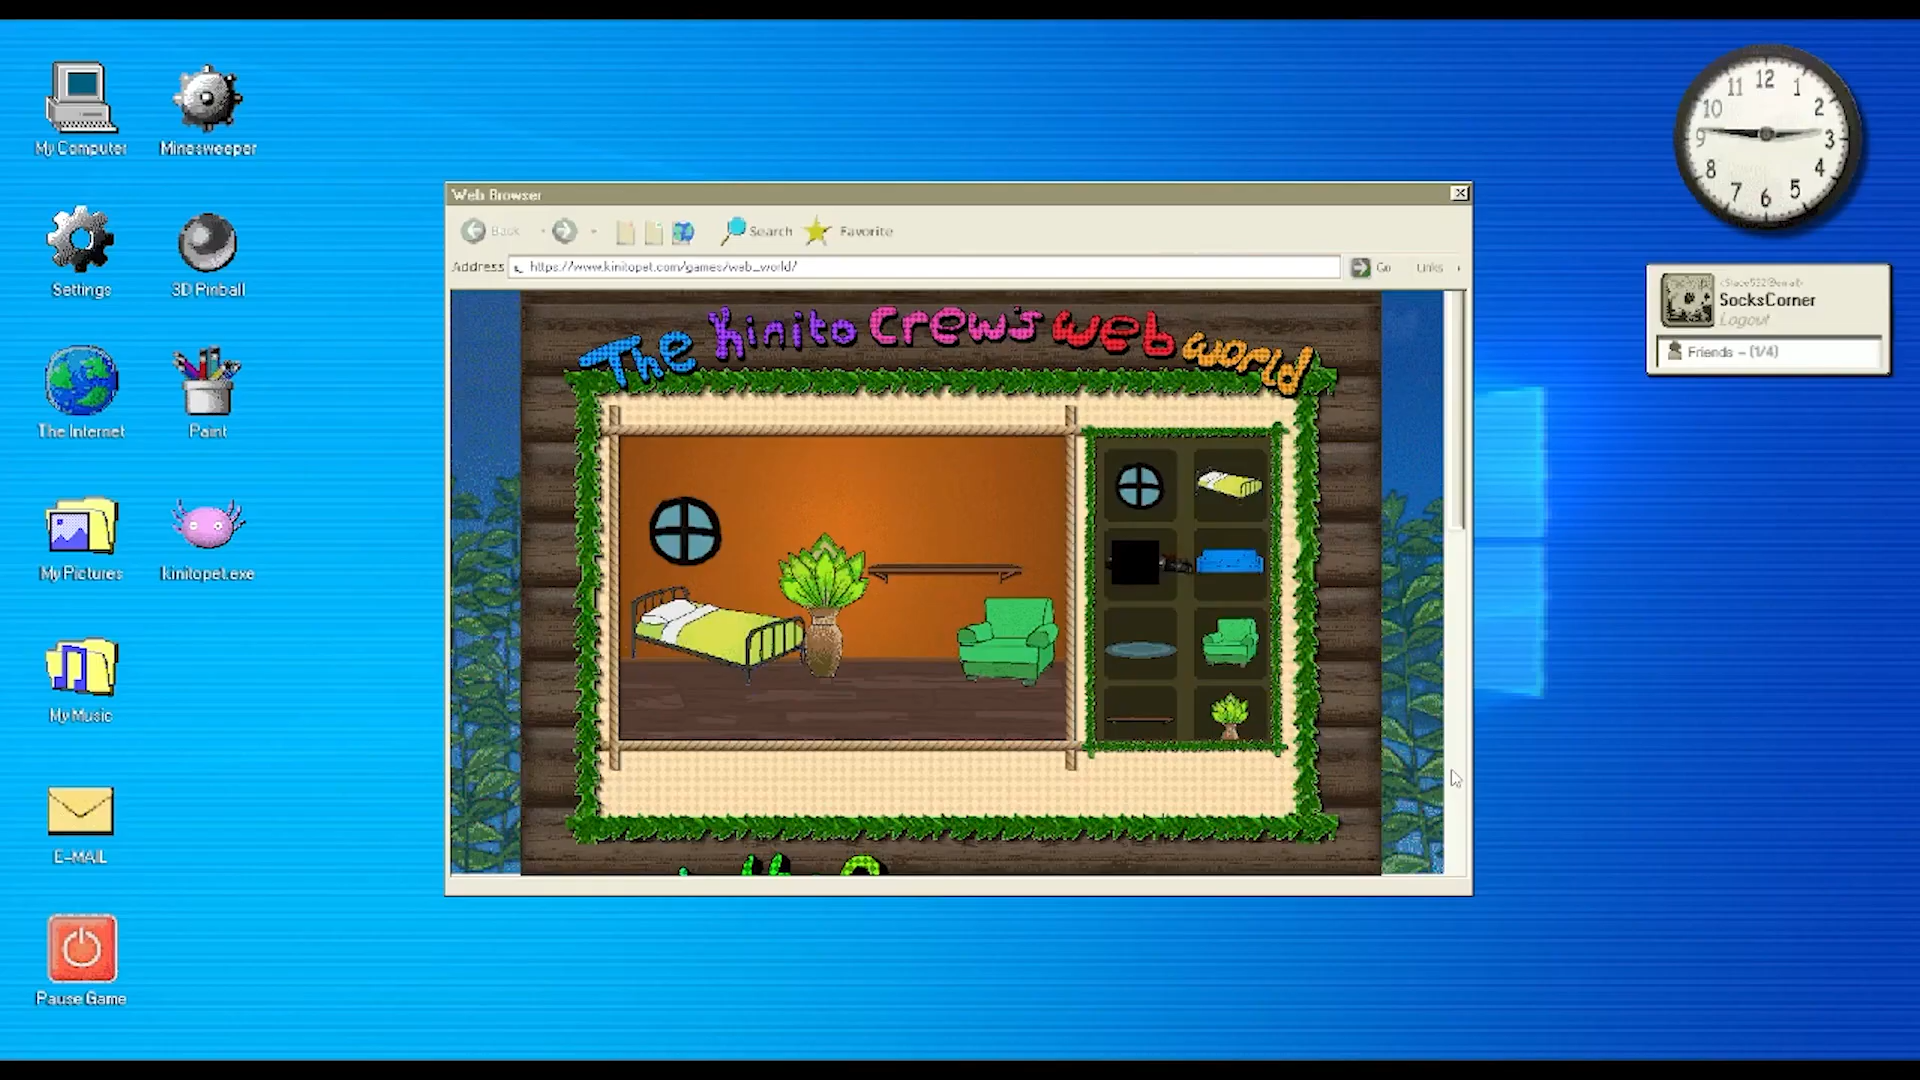 My Computer
Minesweeper
Settings
3D Pinball
The Internet
Paint
My Pictures
kinitopet.exe
My Music
E-MAIL
Pause Game
Web Browser
Back
Search
Favorite
Address
https://www.kinitopet.com/games/web_world/
Go
Links
The Kinito Crew's Web World
12
11
1
10
2
9
3
8
4
7
5
6
SocksCorner
Logout
Friends - (1/4)